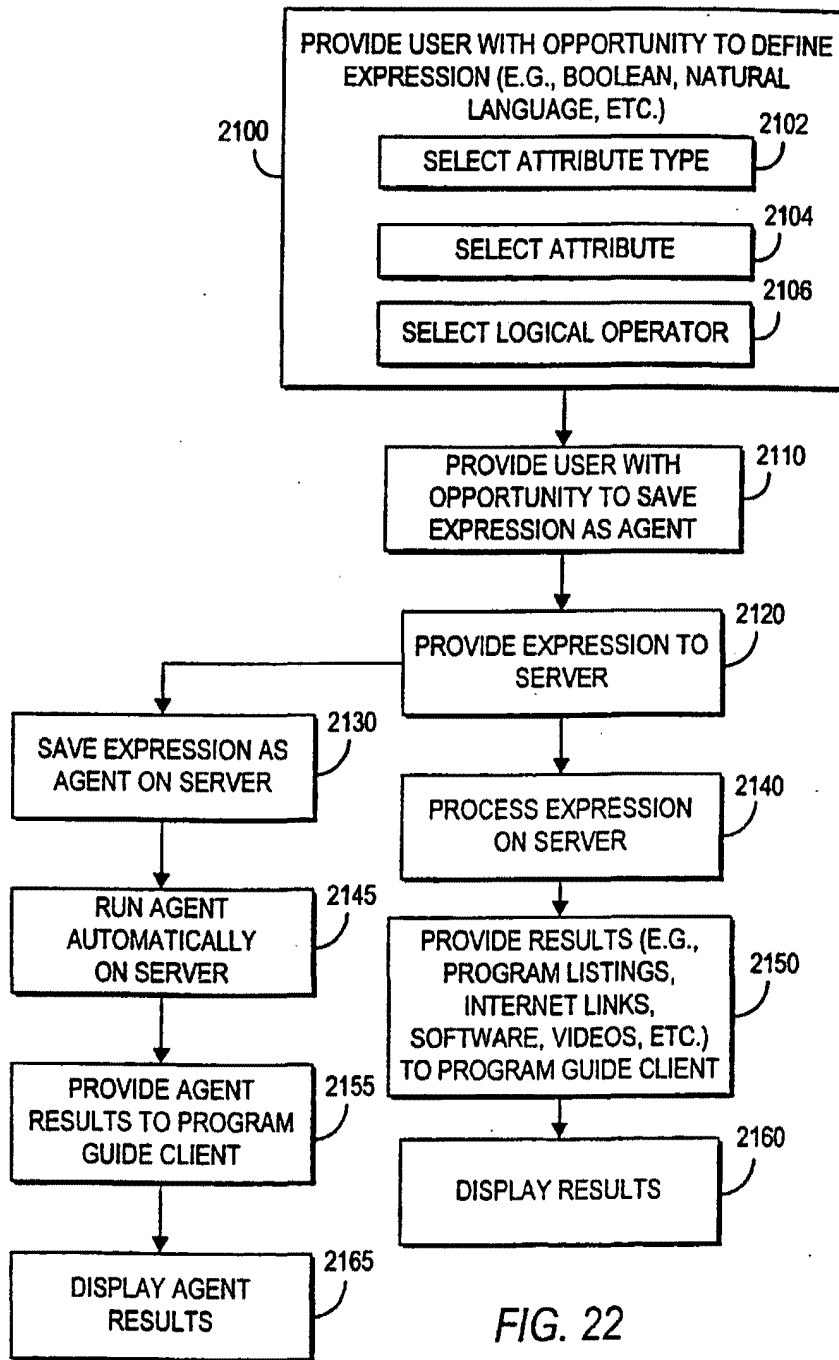 PROVIDE USER WITH OPPORTUNITY TO DEFINE
EXPRESSION (E.G., BOOLEAN, NATURAL
LANGUAGE, ETC.)
2100
2102
SELECT ATTRIBUTE TYPE
2104
SELECT ATTRIBUTE
2106
SELECT LOGICAL OPERATOR
PROVIDE USER WITH
OPPORTUNITY TO SAVE
EXPRESSION AS AGENT
2110
PROVIDE EXPRESSION TO
SERVER
2120
SAVE EXPRESSION AS
AGENT ON SERVER
2130
PROCESS EXPRESSION
ON SERVER
2140
RUN AGENT
AUTOMATICALLY
ON SERVER
2145
PROVIDE RESULTS (E.G.,
PROGRAM LISTINGS,
INTERNET LINKS,
SOFTWARE, VIDEOS, ETC.)
TO PROGRAM GUIDE CLIENT
2150
PROVIDE AGENT
RESULTS TO PROGRAM
GUIDE CLIENT
2155
DISPLAY RESULTS
2160
DISPLAY AGENT
RESULTS
2165
FIG. 22